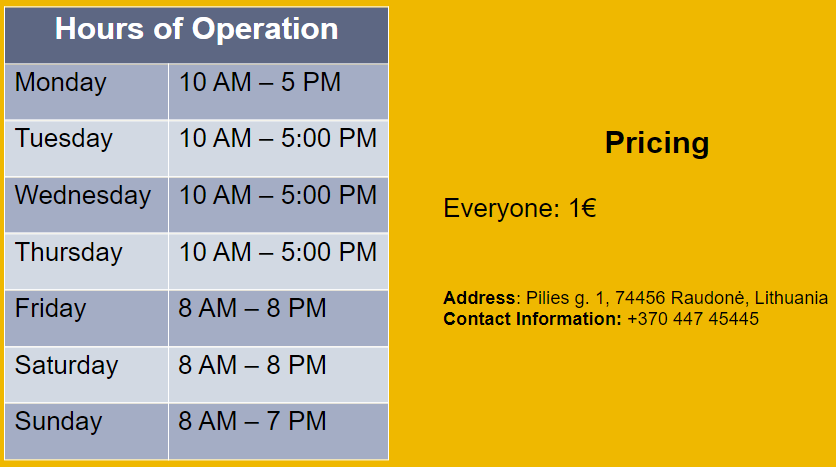 Hours of Operation
Monday 10 AM – 5 PM
Tuesday 10 AM – 5:00 PM
Wednesday 10 AM – 5:00 PM
Thursday 10 AM – 5:00 PM
Friday 8 AM – 8 PM
Saturday 8 AM – 8 PM
Sunday 8 AM – 7 PM
Pricing
Everyone: 1€
Address: Pilies g. 1, 74456 Raudonė, Lithuania
Contact Information: +370 447 45445